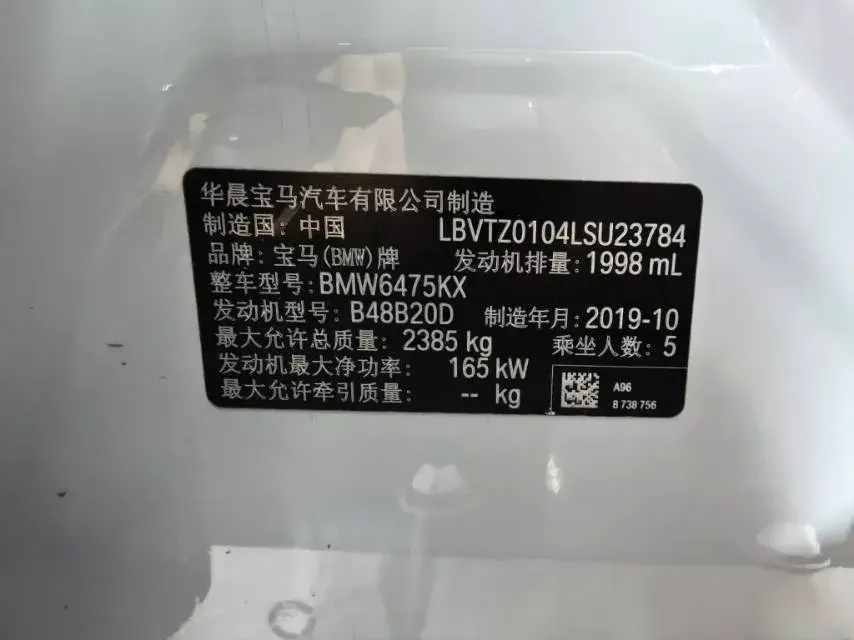 华晨宝马汽车有限公司制造
制造国: 中国 LBVTZ0104LSU23784
品牌: 宝马(BMW)牌 发动机排量: 1998 mL
整车型号: BMW6475KX
发动机型号: B48B20D 制造年月: 2019-10
最大允许总质量: 2385 kg 乘坐人数: 5
发动机最大净功率: 165 kW
最大允许牵引质量: -- kg
A96
8 738 756